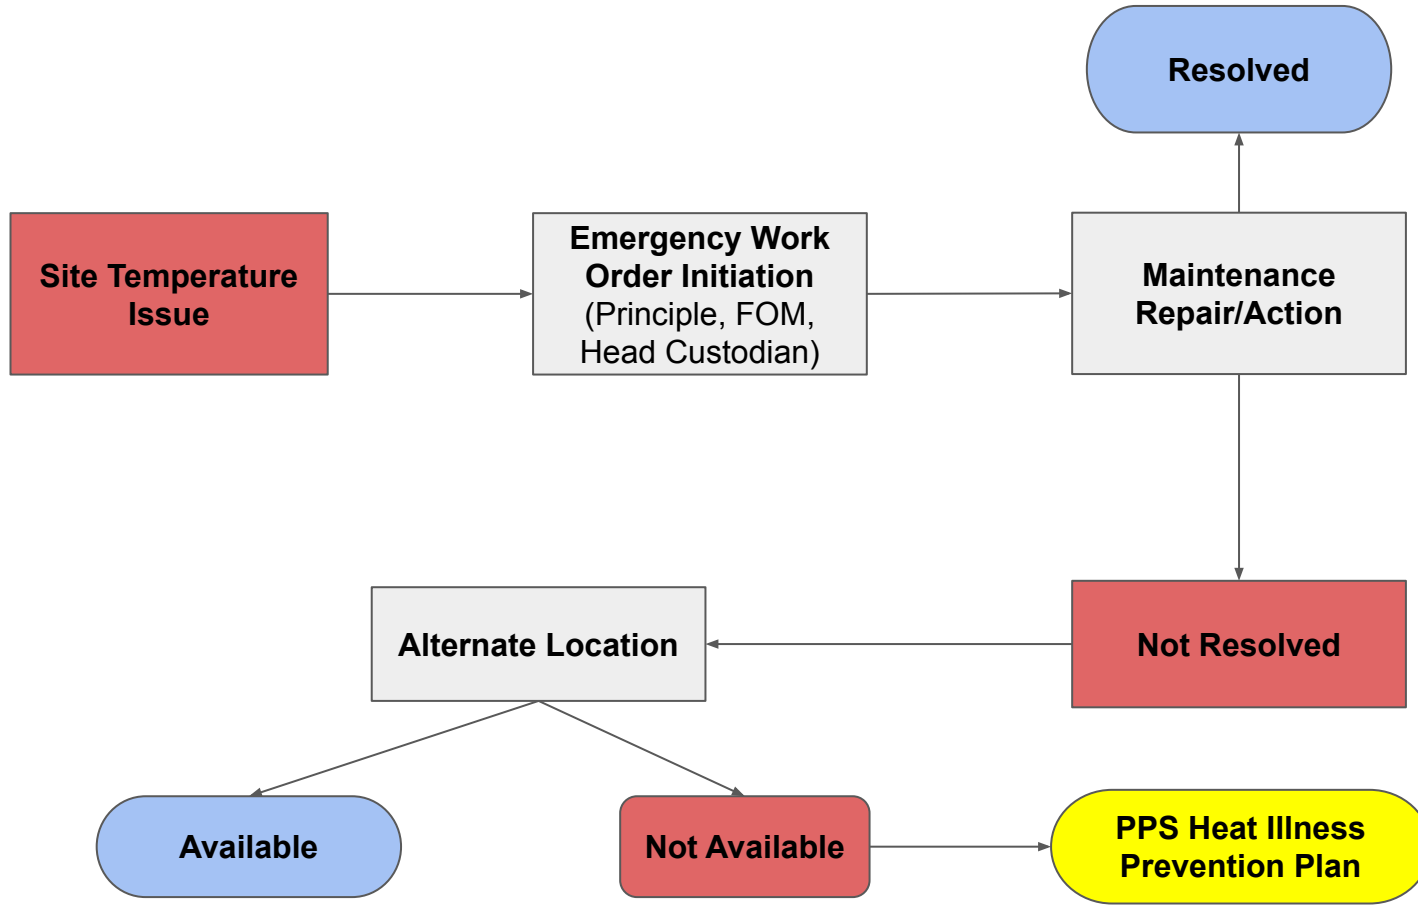 Resolved
Site Temperature
Issue
Emergency Work
Order Initiation
(Principle, FOM,
Head Custodian)
Maintenance
Repair/Action
Alternate Location
Not Resolved
Available
Not Available
PPS Heat Illness
Prevention Plan